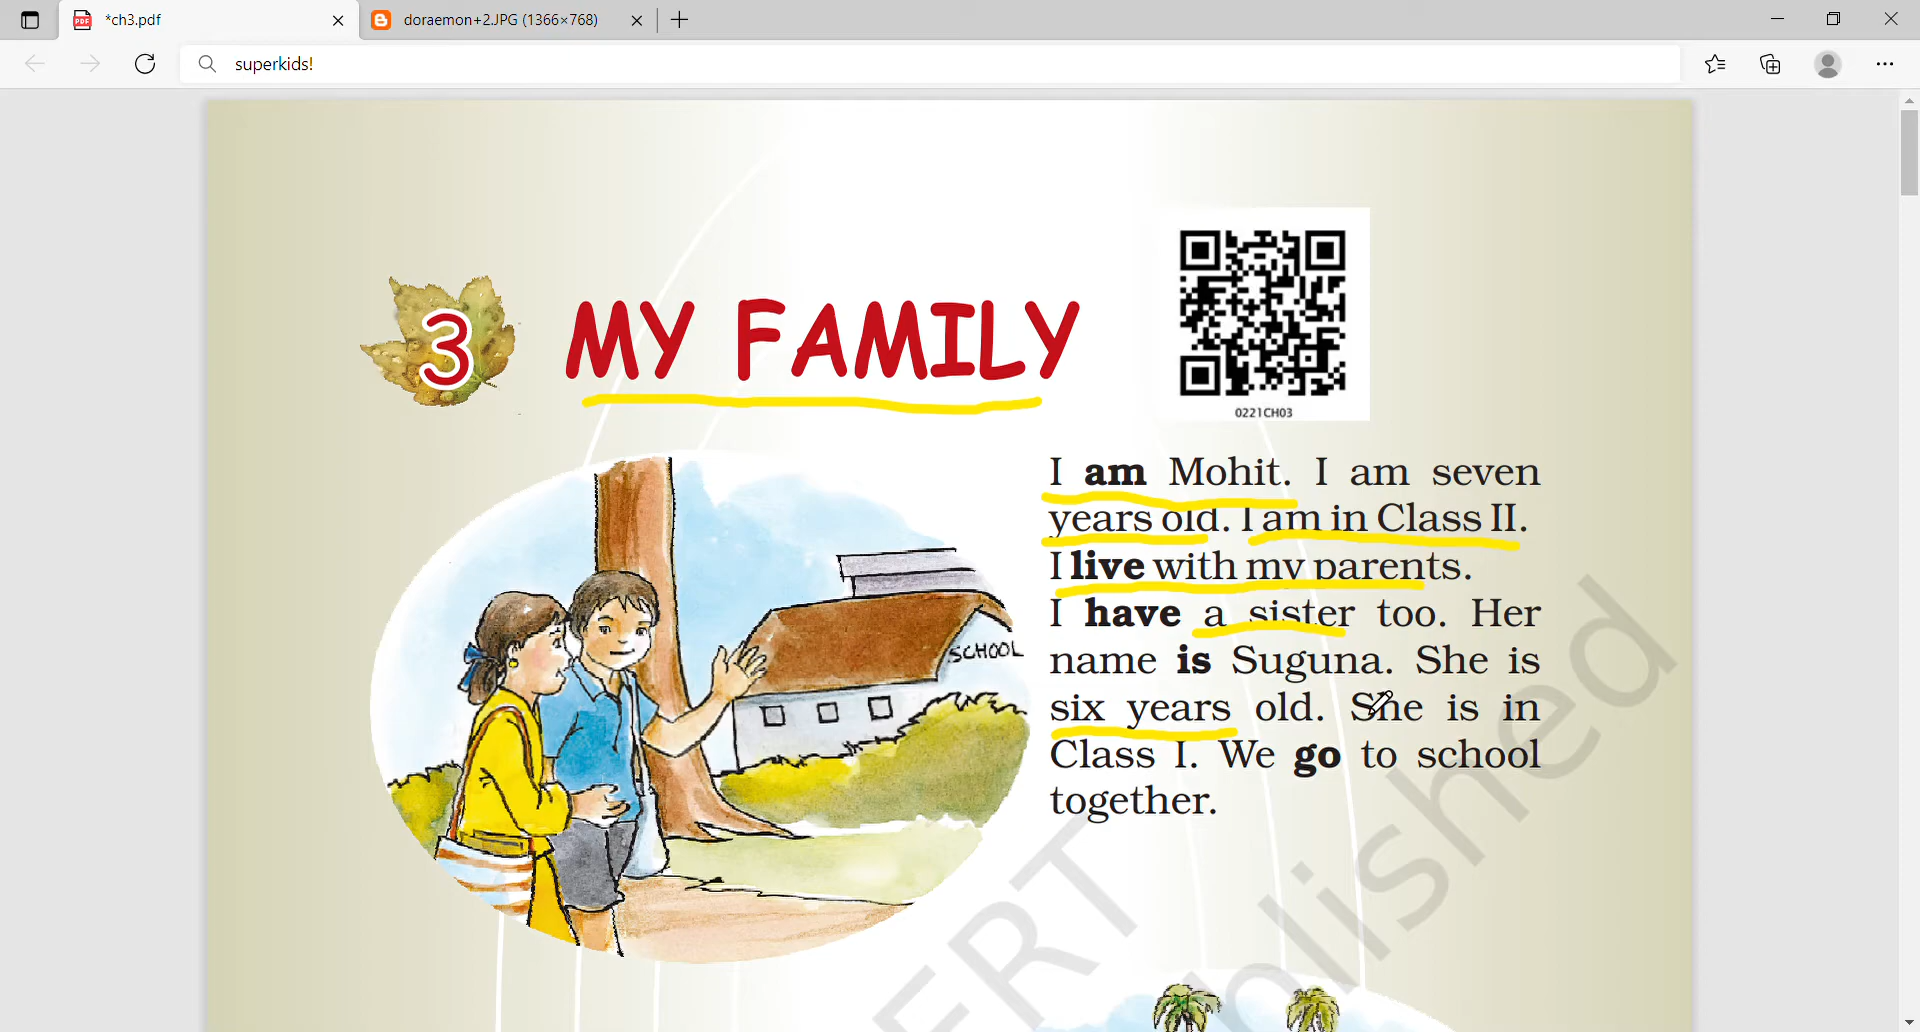 *ch3.pdf
doraemon+2.JPG (1366×768)
superkids!
3
MY FAMILY
0221CH03
I am Mohit. I am seven
years old. I am in Class II.
I live with my parents.
I have a sister too. Her
name is Suguna. She is
six years old. She is in
Class I. We go to school
together.
SCHOOL